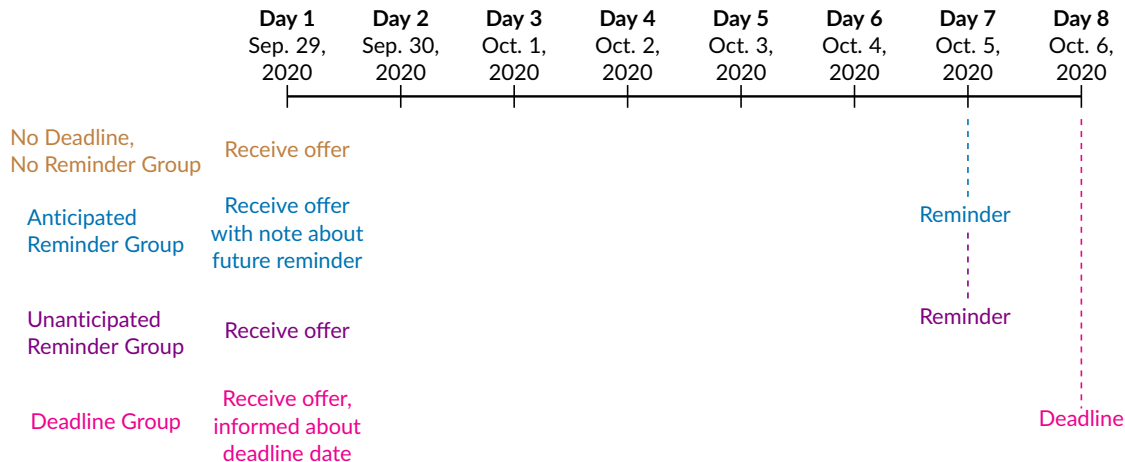 Day 1 Day 2 Day 3 Day 4 Day 5 Day 6 Day 7 Day 8
Sep. 29, Sep. 30, Oct. 1, Oct. 2, Oct. 3, Oct. 4, Oct. 5, Oct. 6,
2020 2020 2020 2020 2020 2020 2020 2020
No Deadline,
No Reminder Group
Receive offer
Anticipated
Reminder Group
Receive offer
with note about
future reminder
Reminder
Unanticipated
Reminder Group
Receive offer
Reminder
Deadline Group
Receive offer,
informed about
deadline date
Deadline